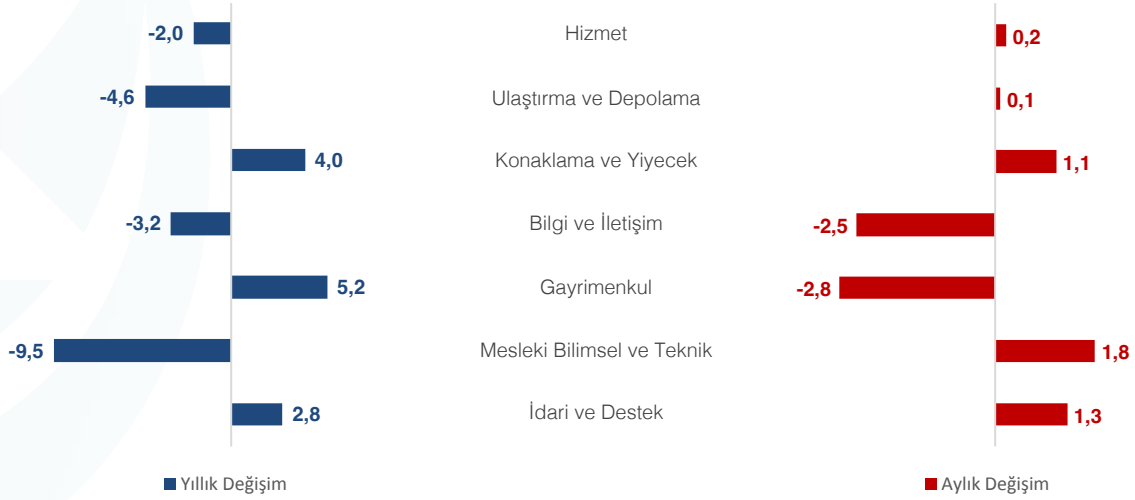 -2,0 Hizmet 0,2
-4,6 Ulaştırma ve Depolama 0,1
4,0 Konaklama ve Yiyecek 1,1
-3,2 Bilgi ve İletişim -2,5
5,2 Gayrimenkul -2,8
-9,5 Mesleki Bilimsel ve Teknik 1,8
2,8 İdari ve Destek 1,3
Yıllık Değişim Aylık Değişim